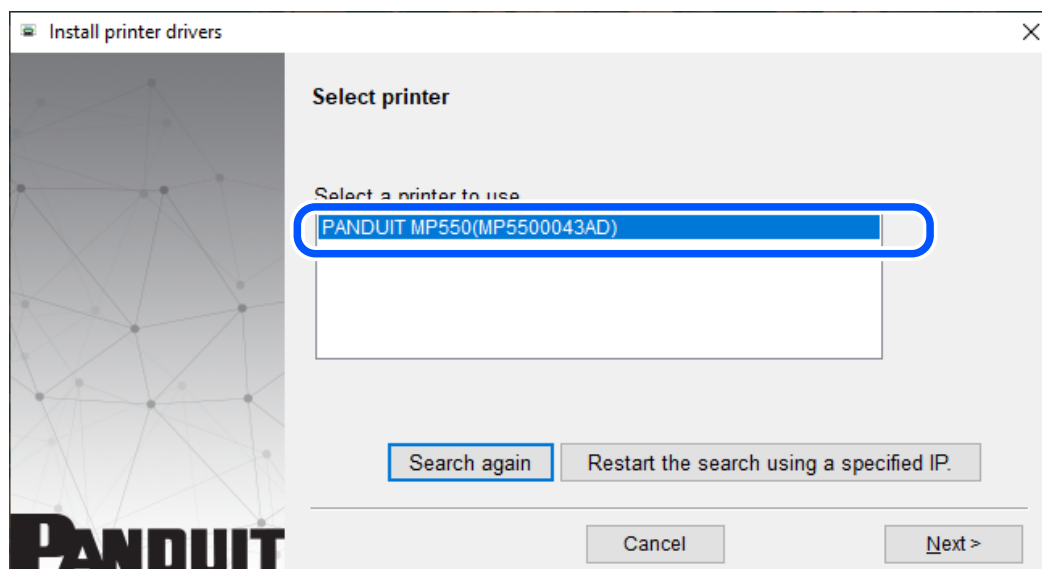 Install printer drivers
Select printer
Select a printer to use
PANDUIT MP550(MP5500043AD)
Search again
Restart the search using a specified IP.
PANDUIT
Cancel
Next >